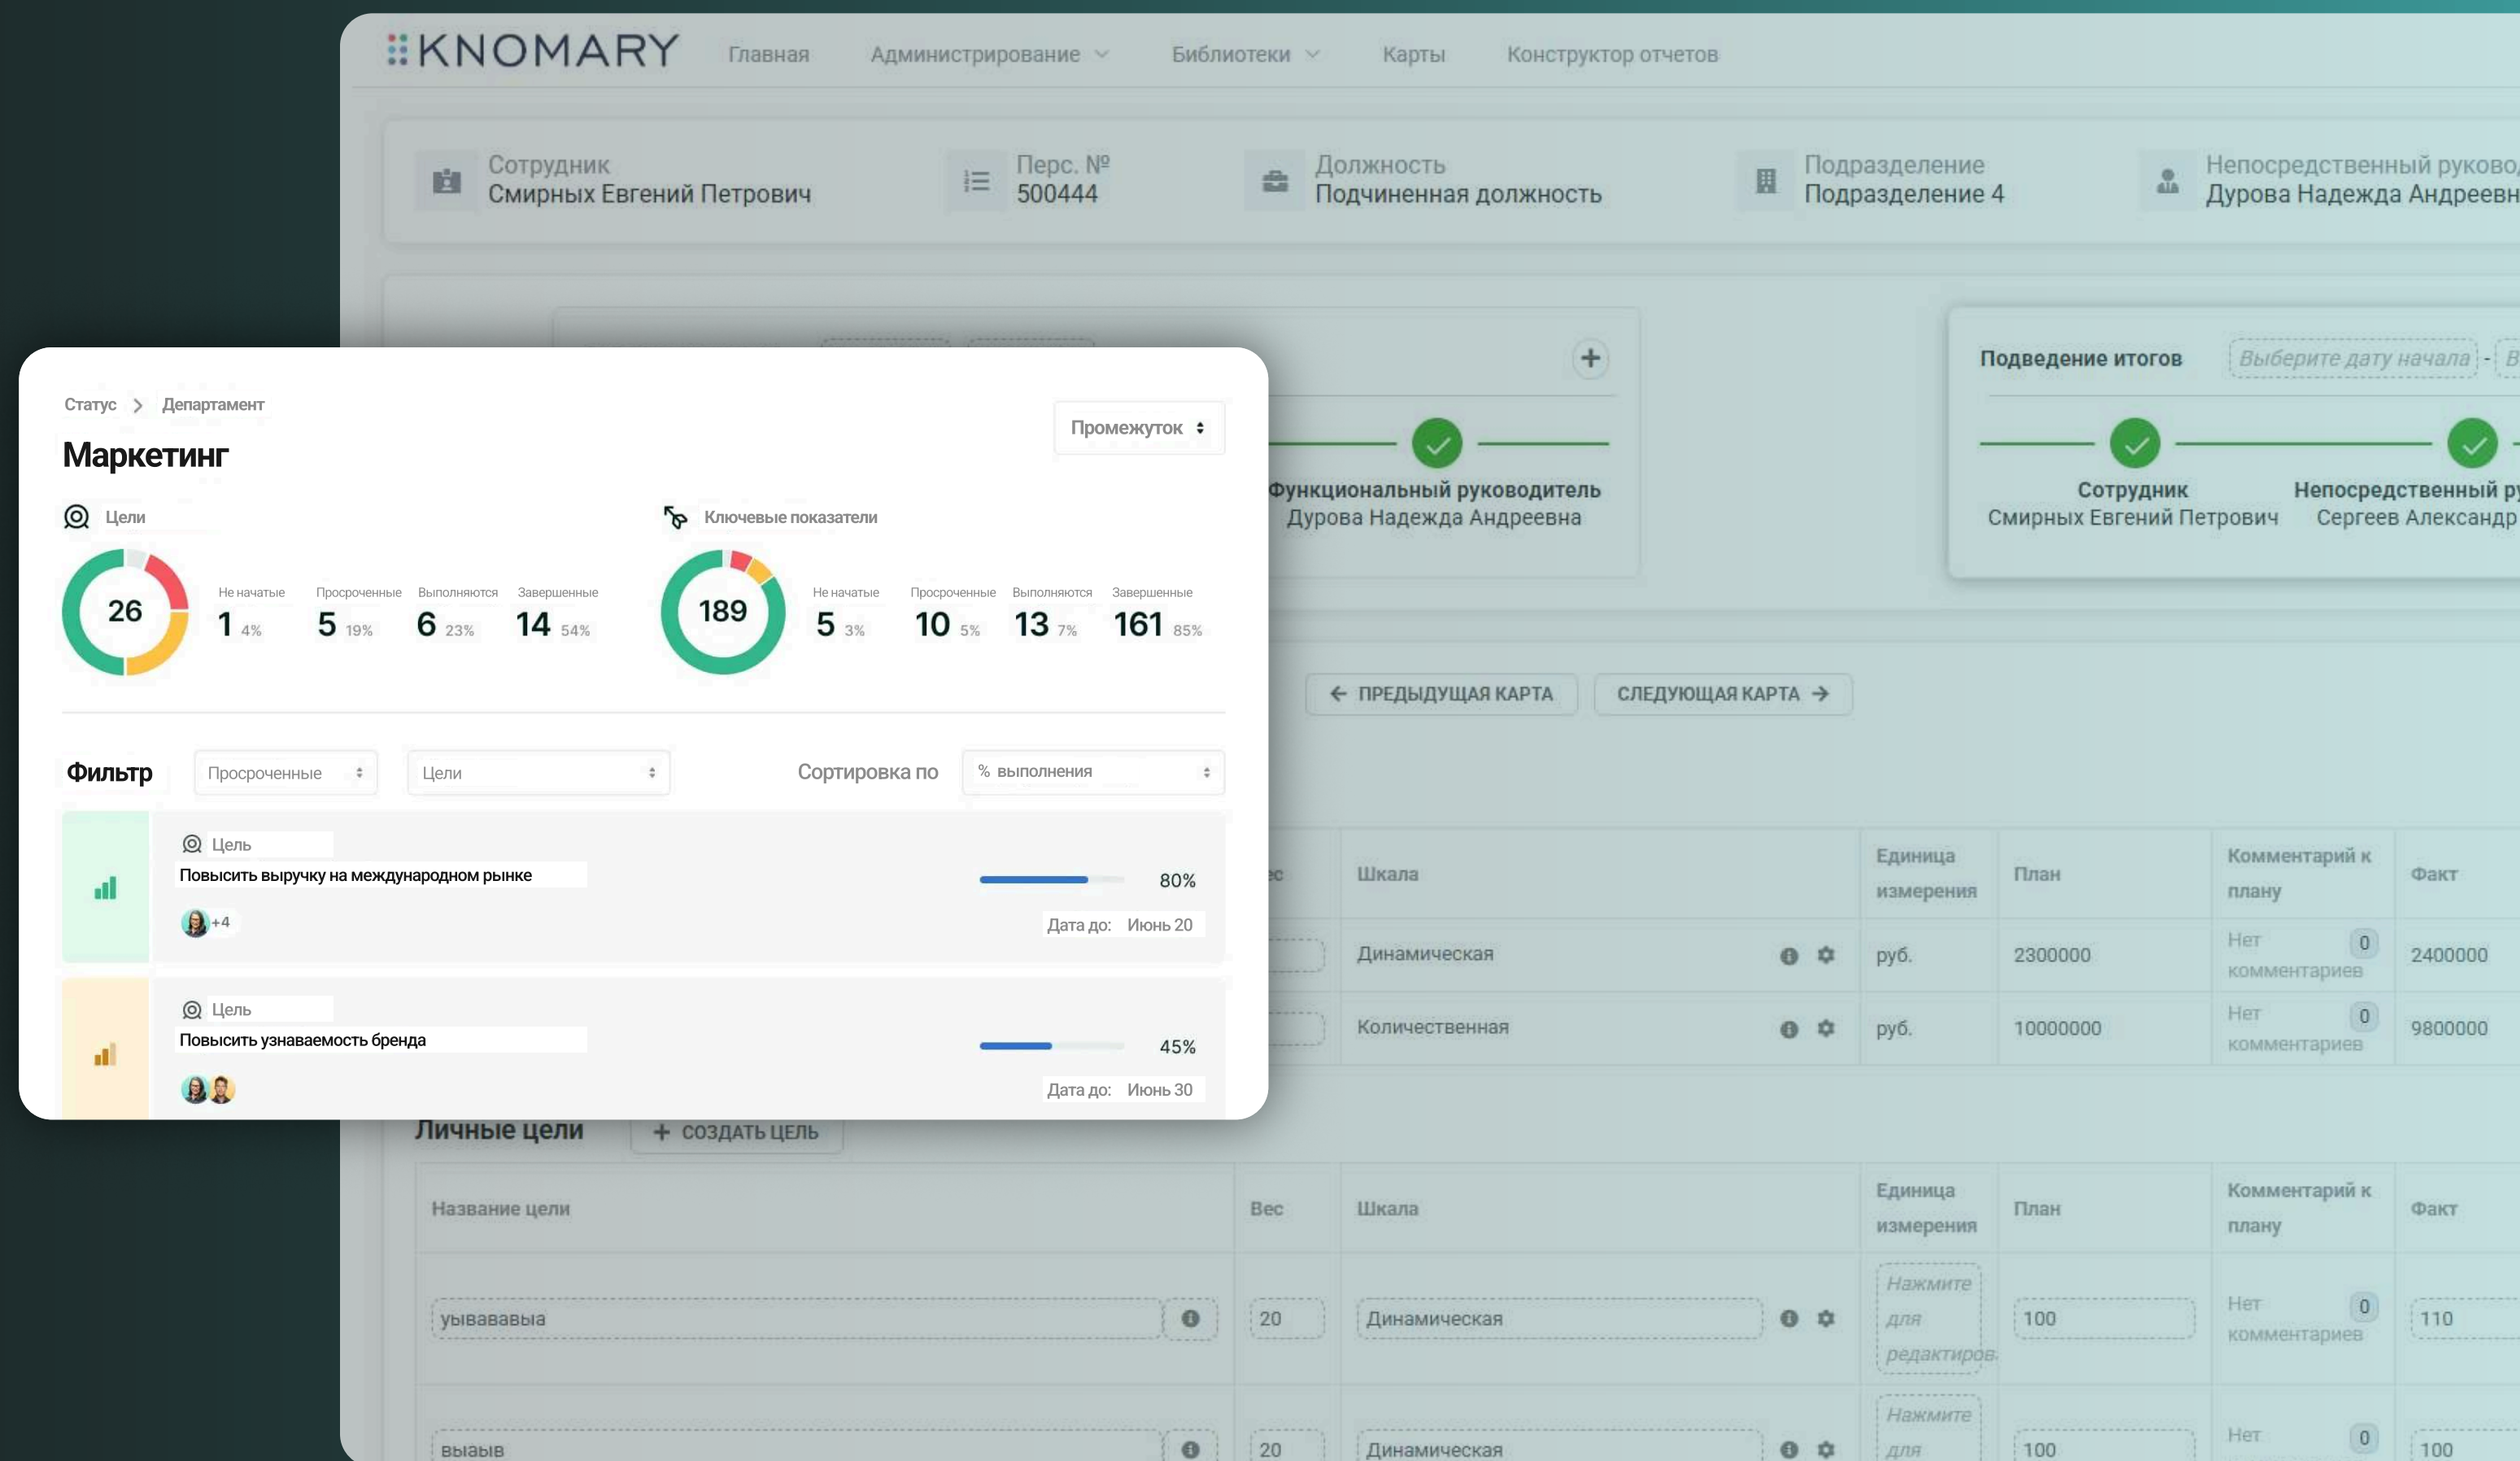 KNOMARY
Главная Администрирование Библиотеки Карты Конструктор отчетов
Сотрудник Перс. № Должность Подразделение Непосредственный
Смирных Евгений Петрович 500444 Подчиненная должность Подразделение 4 Дурова Надежда
Подведение итогов Выберите дату начала -
Сотрудник Непосредственный
Смирных Евгений Петрович Сергеев Александр
Функциональный руководитель
Дурова Надежда Андреевна
Статус > Департамент
Маркетинг
Промежуток
Цели Ключевые показатели
Не начатые Просроченные Выполняются Завершенные Не начатые Просроченные Выполняются Завершенные
26 1 4% 5 19% 6 23% 14 54% 189 5 3% 10 5% 13 7% 161 85%
Фильтр Просроченные Цели Сортировка по % выполнения
Цель
Повысить выручку на международном рынке
80%
+4
Дата до: Июнь 20
Цель
Повысить узнаваемость бренда
45%
Дата до: Июнь 30
ПРЕДЫДУЩАЯ КАРТА СЛЕДУЮЩАЯ КАРТА
Шкала Единица измерения План Комментарий к плану Факт
Динамическая руб. 2300000 Нет комментариев 0 2400000
Количественная руб. 10000000 Нет комментариев 0 9800000
Личные цели + СОЗДАТЬ ЦЕЛЬ
Название цели Вес Шкала Единица измерения План Комментарий к плану Факт
уывававыа 20 Динамическая Нажмите для 100 Нет комментариев 0 110
выаыв 20 Динамическая Нажмите для 100 Нет 0 100